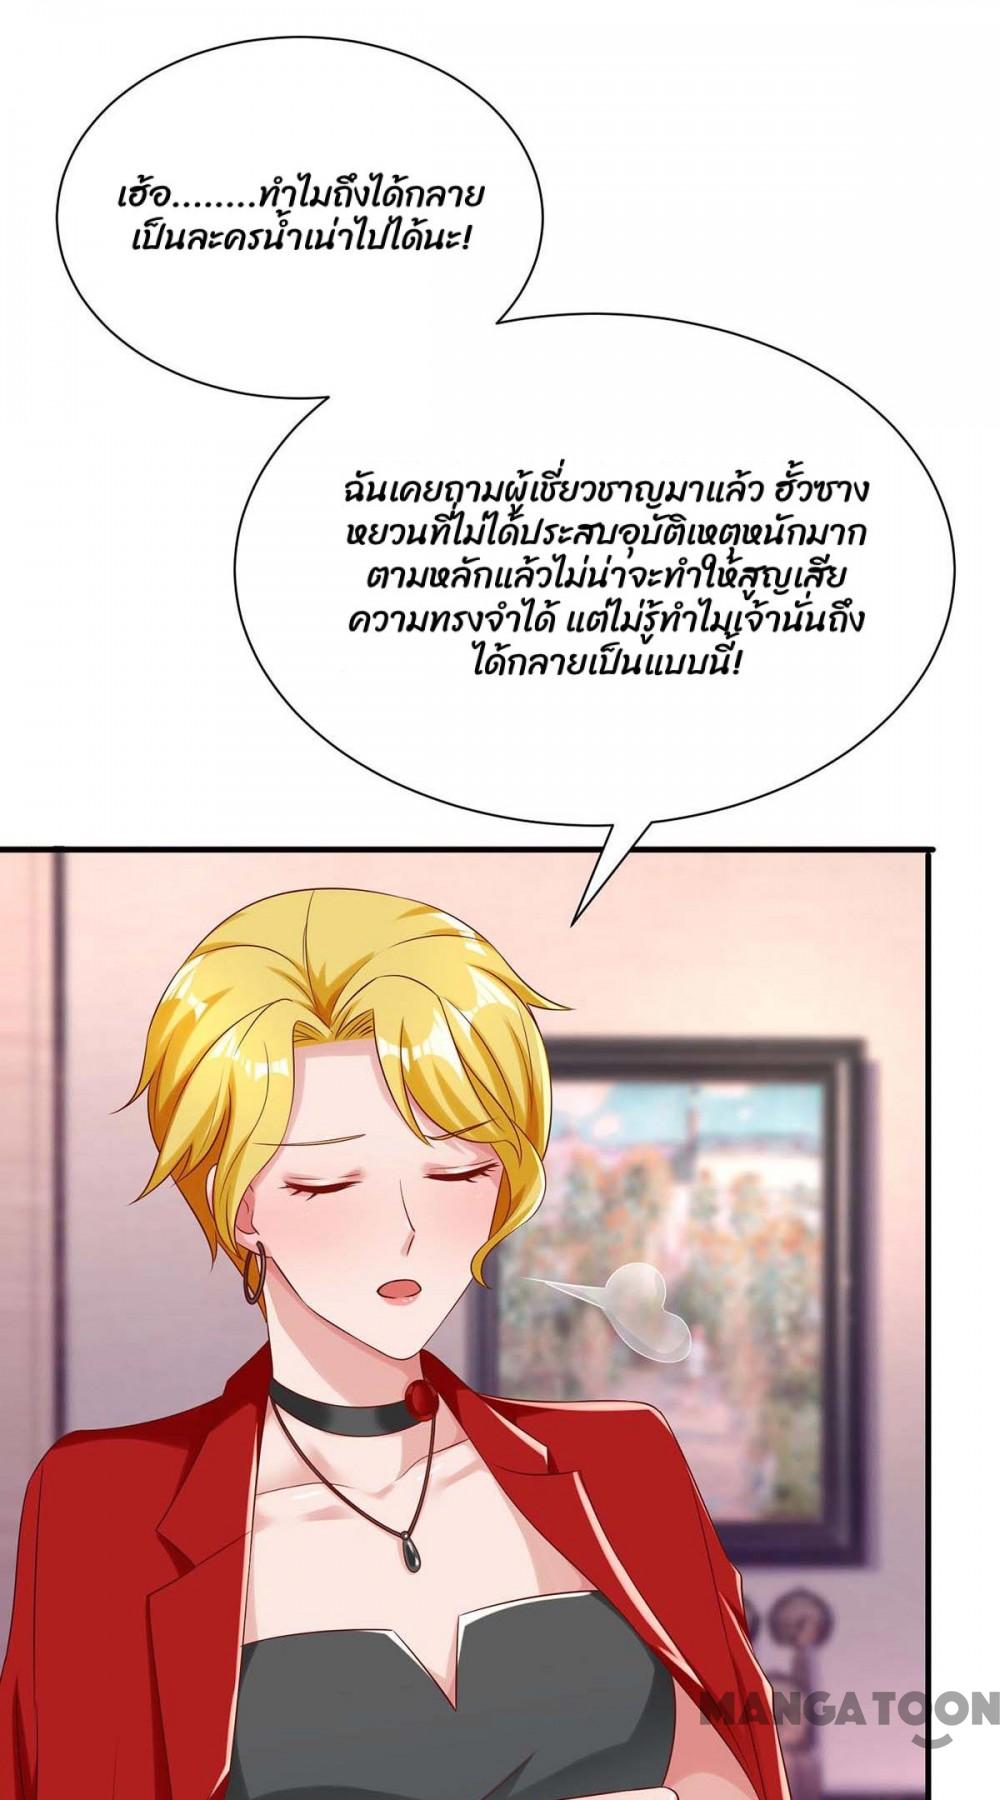 เฮ้อ........ทำไมถึงได้กลาย
เป็นละครน้ำเน่าไปได้นะ!
ฉันเคยถามผู้เชี่ยวชาญมาแล้ว ฮั้วซาง
หยวนที่ไม่ได้ประสบอุบัติเหตุหนักมาก
ตามหลักแล้วไม่น่าจะทำให้สูญเสีย
ความทรงจำได้ แต่ไม่รู้ทำไมเจ้านั่นถึง
ได้กลายเป็นแบบนี้!
MANGATOON